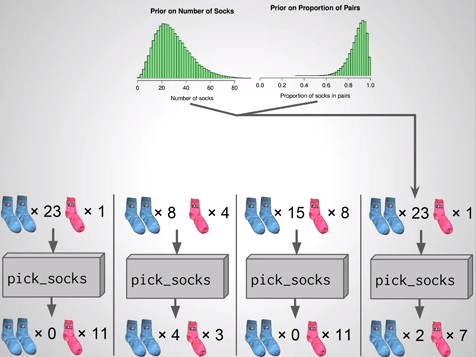 Prior on Number of Socks
Prior on Proportion of Pairs
0 20 40 60 80
0.0 0.2 0.4 0.6 0.8 1.0
Number of socks
Proportion of socks in pairs
× 23 × 1
× 8 × 4
× 15 × 8
× 23 × 1
pick_socks
pick_socks
pick_socks
pick_socks
× 0 × 11
× 4 × 3
× 0 × 11
× 2 × 7